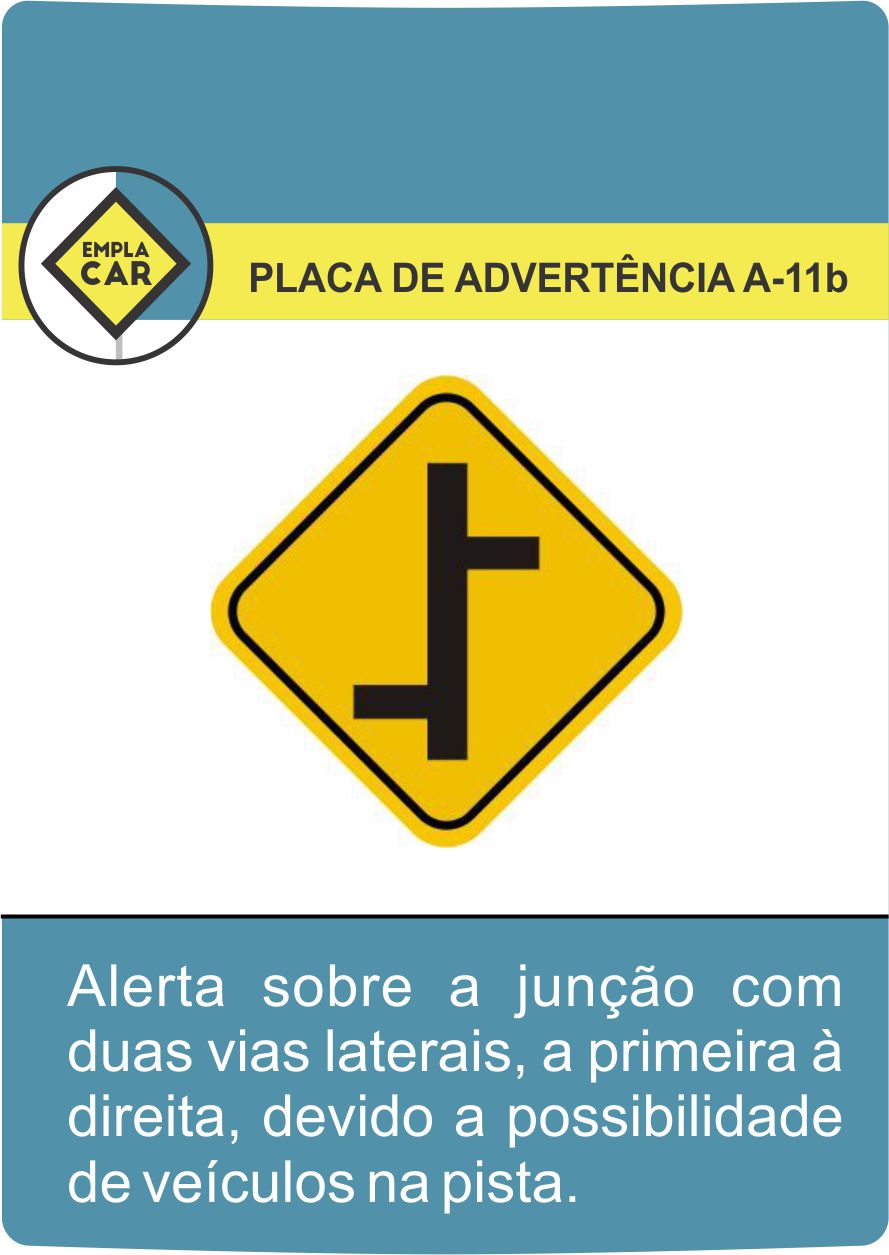 EMPLA
CAR
PLACA DE ADVERTÊNCIA A-11b
Alerta sobre a junção com
duas vias laterais, a primeira à
direita, devido a possibilidade
de veículos na pista.